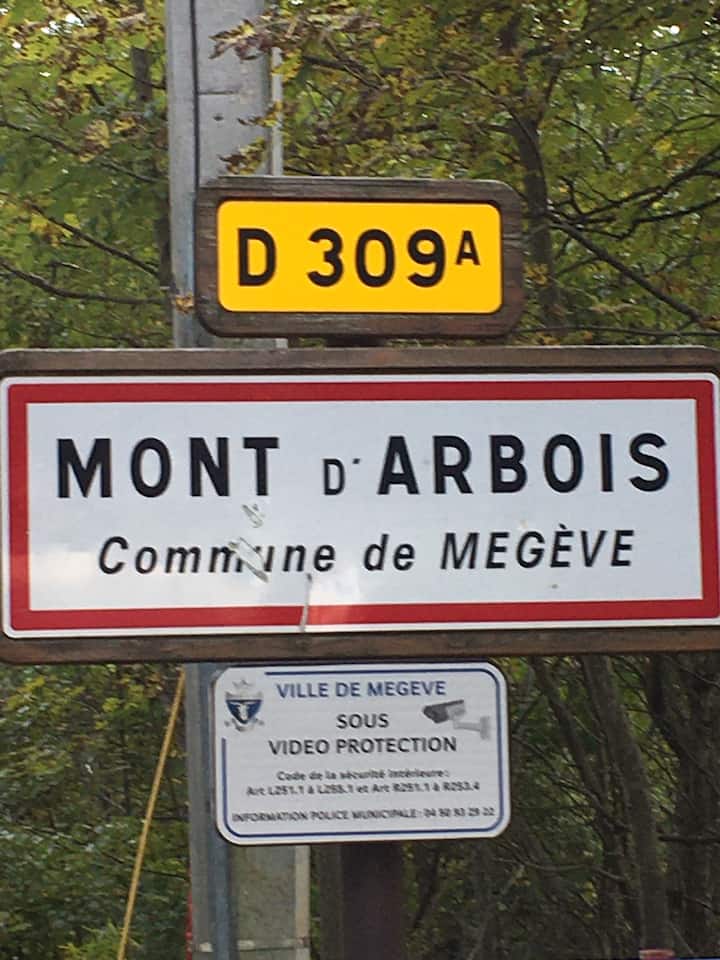 D 309A
MONT D'ARBOIS
Commune de MEGÈVE
VILLE DE MEGEVE
SOUS
VIDEO PROTECTION
Code de la sécurité intérieure:
Art L251.1 à L255.1 et Art R251.1 à R253.4
INFORMATION POLICE MUNICIPALE: 04 50 93 29 22